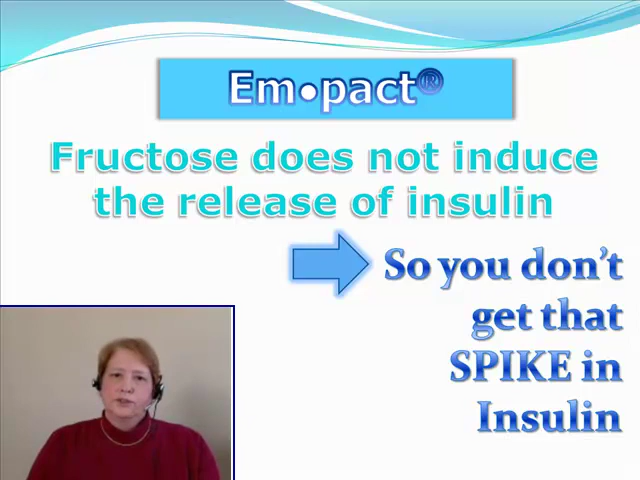 Em•pact®
Fructose does not induce
the release of insulin
So you don't
get that
SPIKE in
Insulin